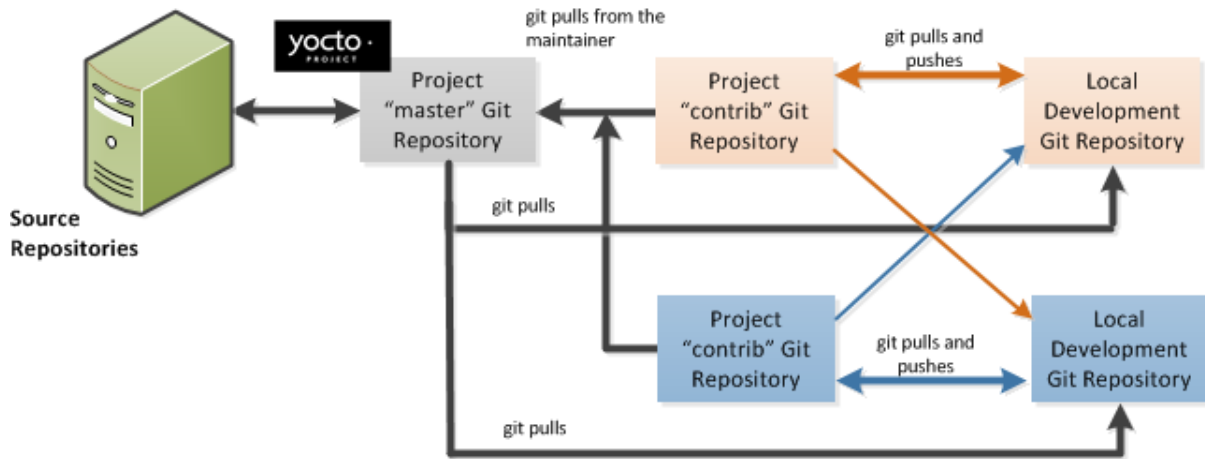 yocto ·
PROJECT
git pulls from the
maintainer
git pulls and
pushes
Project
“master” Git
Repository
Project
“contrib” Git
Repository
Local
Development
Git Repository
Source
Repositories
git pulls
Project
“contrib” Git
Repository
git pulls and
pushes
Local
Development
Git Repository
git pulls